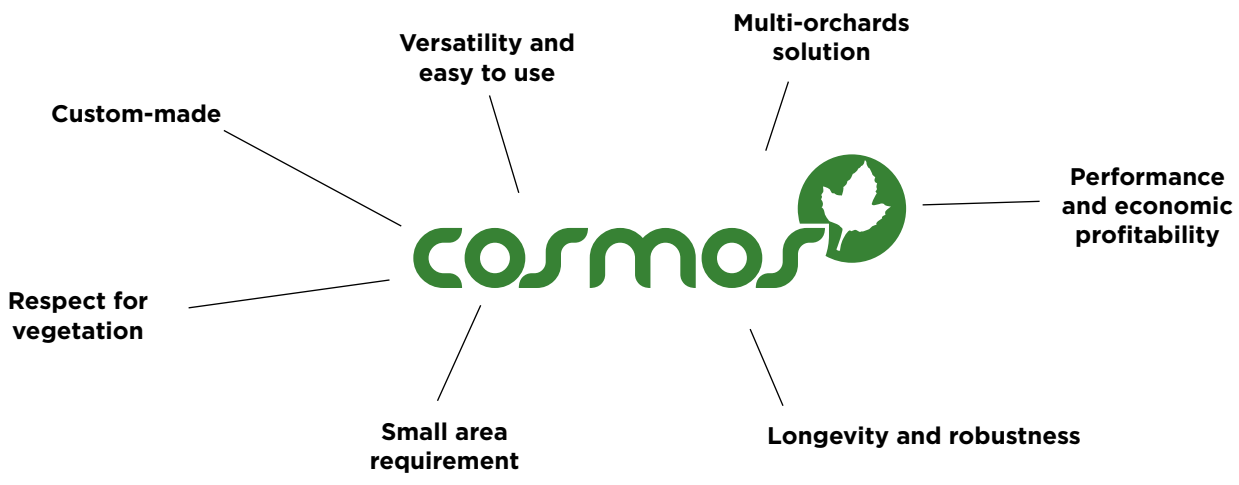 Multi-orchards
solution
Versatility and
easy to use
Custom-made
Performance
and economic
profitability
cosmos
Respect for
vegetation
Small area
requirement
Longevity and robustness